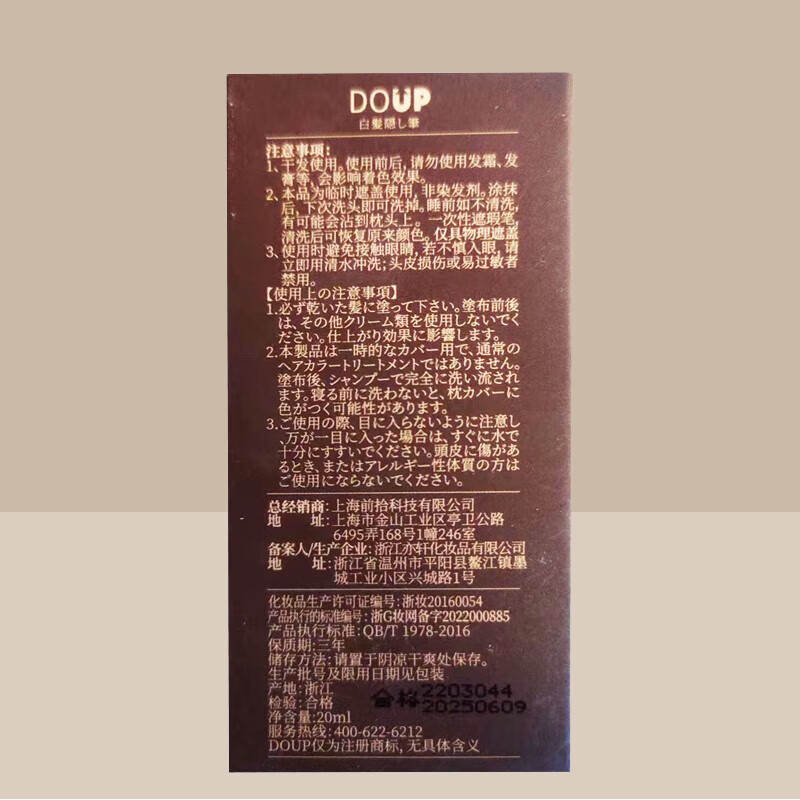 DOUP
白髪隠し筆
注意事项:
1、干发使用。使用前后,请勿使用发霜、发
膏等,会影响着色效果。
2、本品为临时遮盖使用,非染发剂。涂抹
后,下次洗头即可洗掉。睡前如不清洗,
有可能会沾到枕头上。一次性遮瑕笔,
清洗后可恢复原来颜色。仅具物理遮盖
3、使用时避免接触眼睛,若不慎入眼,请
立即用清水冲洗;头皮损伤或易过敏者
禁用。
【使用上の注意事項】
1.必ず乾いた髪に塗って下さい。塗布前後
は、その他クリーム類を使用しないでく
ださい。仕上がり効果に影響します。
2.本製品は一時的なカバー用で、通常の
ヘアカラートリートメントではありません。
塗布後、シャンプーで完全に洗い流され
ます。寝る前に洗わないと、枕カバーに
色がつく可能性があります。
3.ご使用の際、目に入らないように注意し
、万が一目に入った場合は、すぐに水で
十分にすすいでください。頭皮に傷があ
るとき、またはアレルギー性体質の方は
ご使用にならないでください。
总经销商:上海前拾科技有限公司
地 址:上海市金山工业区亭卫公路
6495弄168号1幢246室
备案人/生产企业:浙江亦轩化妆品有限公司
地 址:浙江省温州市平阳县鳌江镇墨
城工业小区兴城路1号
化妆品生产许可证编号:浙妆20160054
产品执行的标准编号:浙G妆网备字2022000885
产品执行标准:QB/T 1978-2016
保质期:三年
储存方法:请置于阴凉干爽处保存。
生产批号及限用日期见包装
产地:浙江
检验:合格
合格 2203044
20250609
净含量:20ml
服务热线:400-622-6212
DOUP仅为注册商标,无具体含义